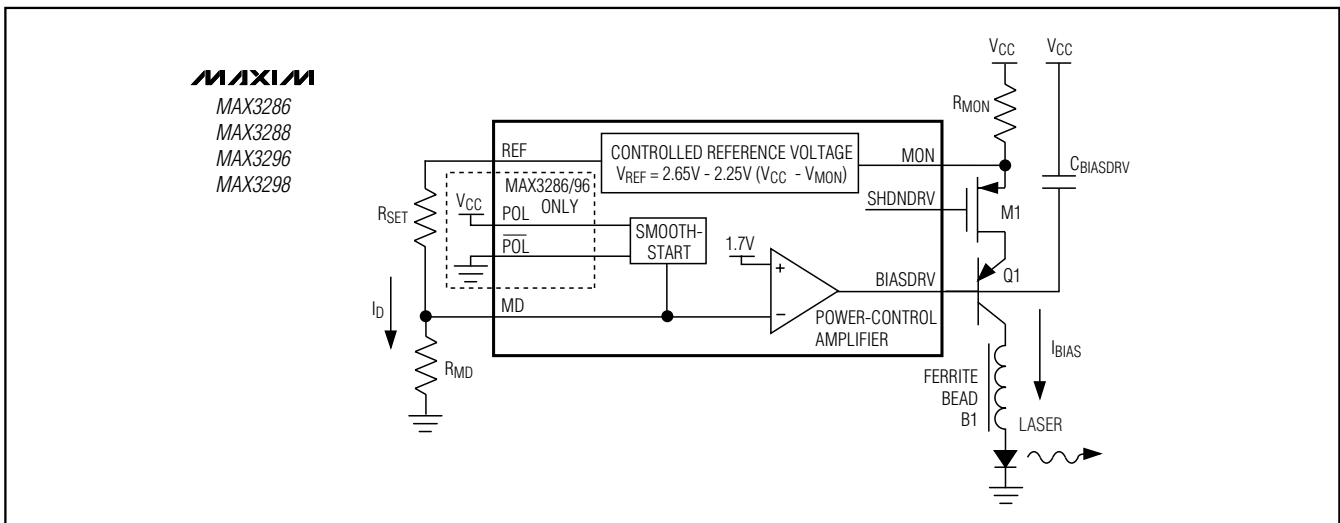 MAXIM
MAX3286
MAX3288
MAX3296
MAX3298
VCC VCC
RMON
REF
CONTROLLED REFERENCE VOLTAGE
VREF = 2.65V - 2.25V (VCC - VMON)
MON
CBIASDRV
MAX3286/96
ONLY
SHDNDRV
M1
RSET
VCC
POL
POL
SMOOTH-
START
1.7V
+
−
BIASDRV
Q1
ID
MD
POWER-CONTROL
AMPLIFIER
RMD
IBIAS
FERRITE
BEAD
B1
LASER